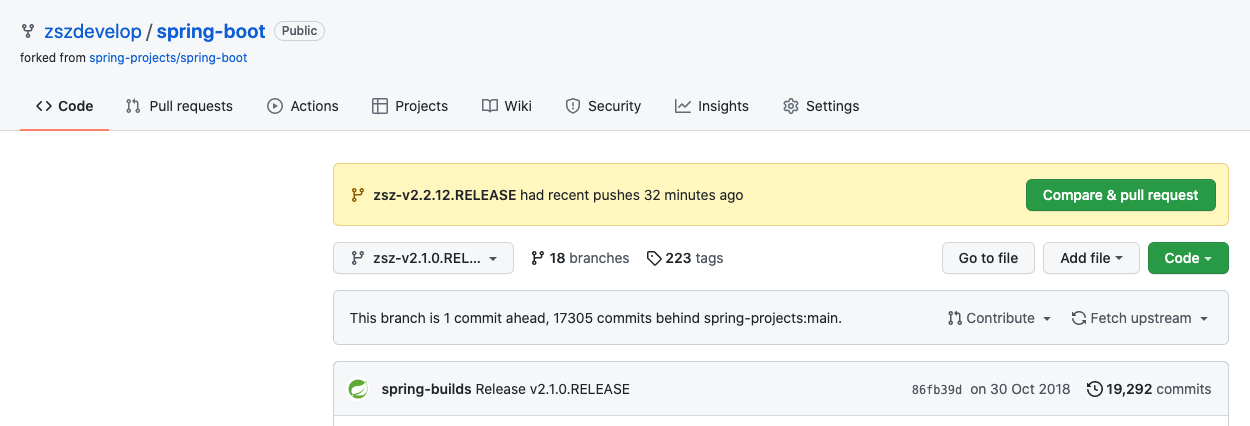 zszdevelop / spring-boot Public
forked from spring-projects/spring-boot
Code Pull requests Actions Projects Wiki Security Insights Settings
zsz-v2.2.12.RELEASE had recent pushes 32 minutes ago Compare & pull request
zsz-v2.1.0.REL... 18 branches 223 tags Go to file Add file Code
This branch is 1 commit ahead, 17305 commits behind spring-projects:main. Contribute Fetch upstream
spring-builds Release v2.1.0.RELEASE 86fb39d on 30 Oct 2018 19,292 commits